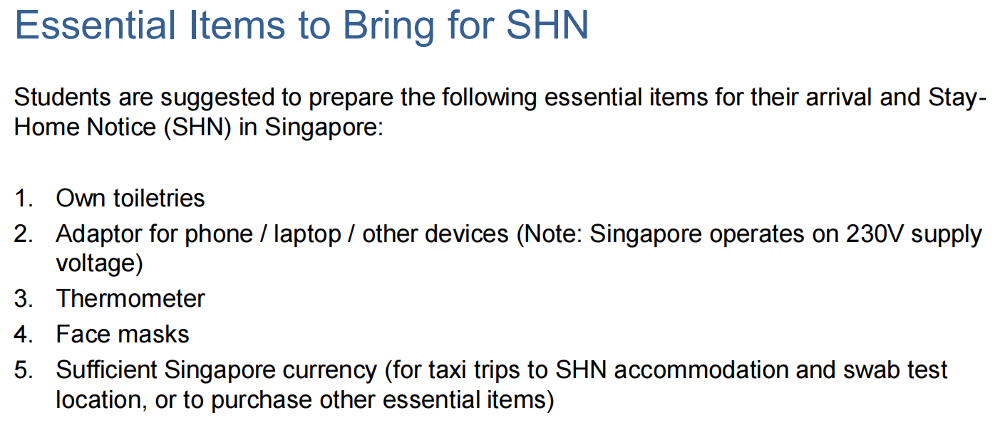 Essential Items to Bring for SHN
Students are suggested to prepare the following essential items for their arrival and Stay-
Home Notice (SHN) in Singapore:
1. Own toiletries
2. Adaptor for phone / laptop / other devices (Note: Singapore operates on 230V supply
voltage)
3. Thermometer
4. Face masks
5. Sufficient Singapore currency (for taxi trips to SHN accommodation and swab test
location, or to purchase other essential items)